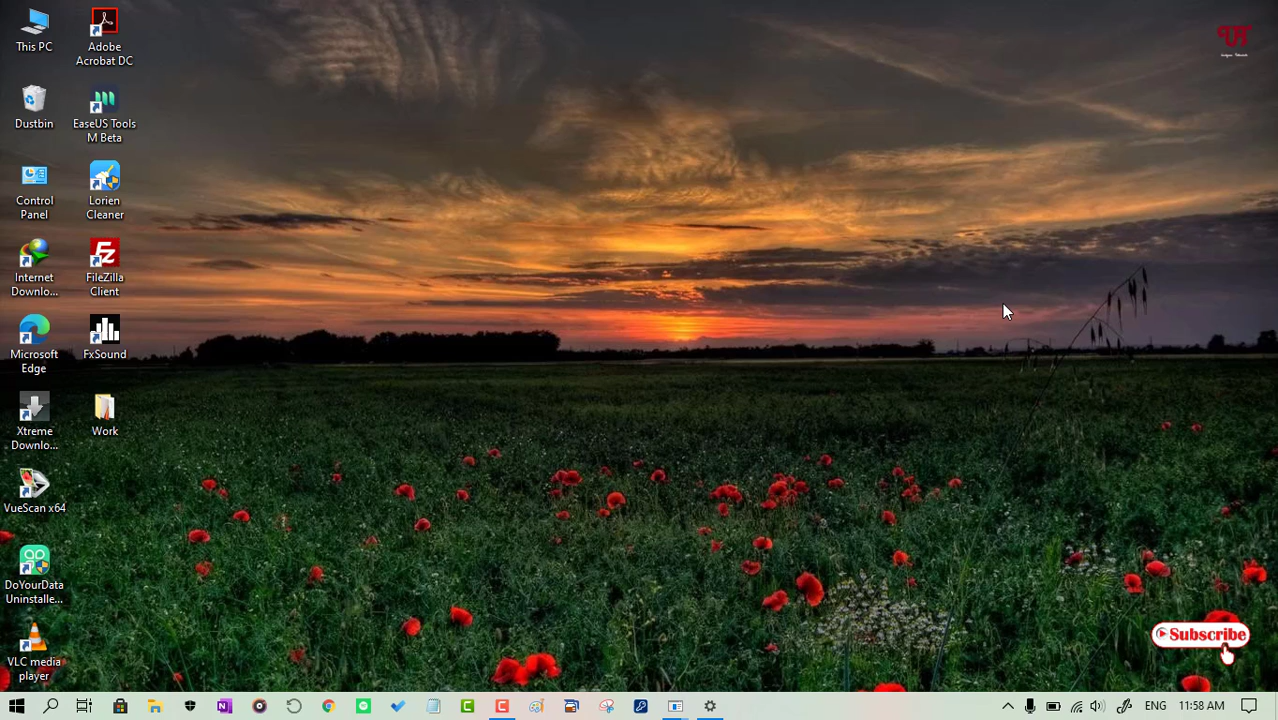 This PC
Adobe
Acrobat DC
Dustbin
EaseUS Tools
M Beta
Control
Panel
Lorien
Cleaner
Internet
Downlo...
FileZilla
Client
Microsoft
Edge
FxSound
Xtreme
Downlo...
Work
VueScan x64
DoYourData
Uninstalle...
VLC media
player
UT
Subscribe
ENG
11:58 AM